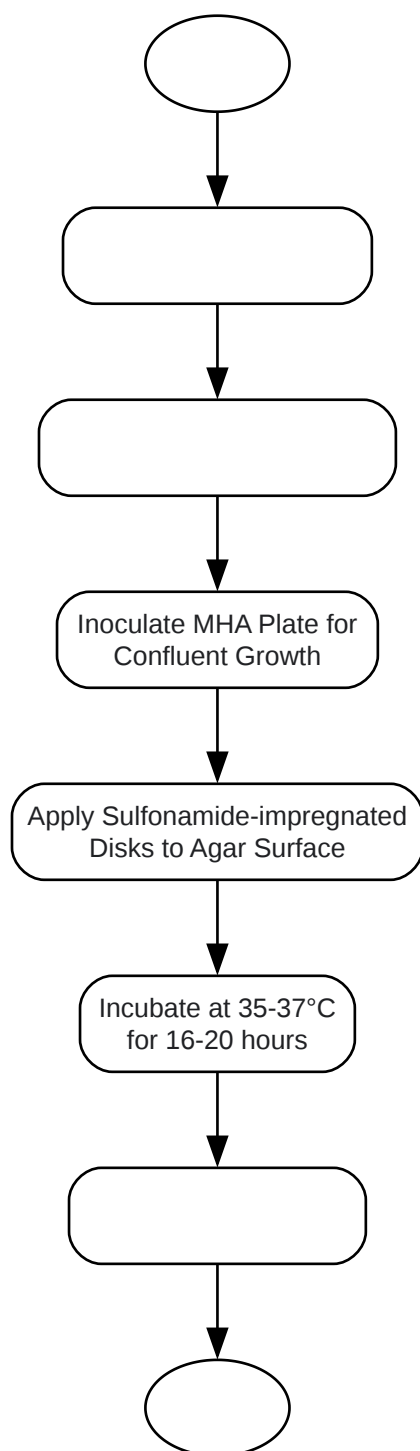 Inoculate MHA Plate for
Confluent Growth
Apply Sulfonamide-impregnated
Disks to Agar Surface
Incubate at 35-37°C
for 16-20 hours